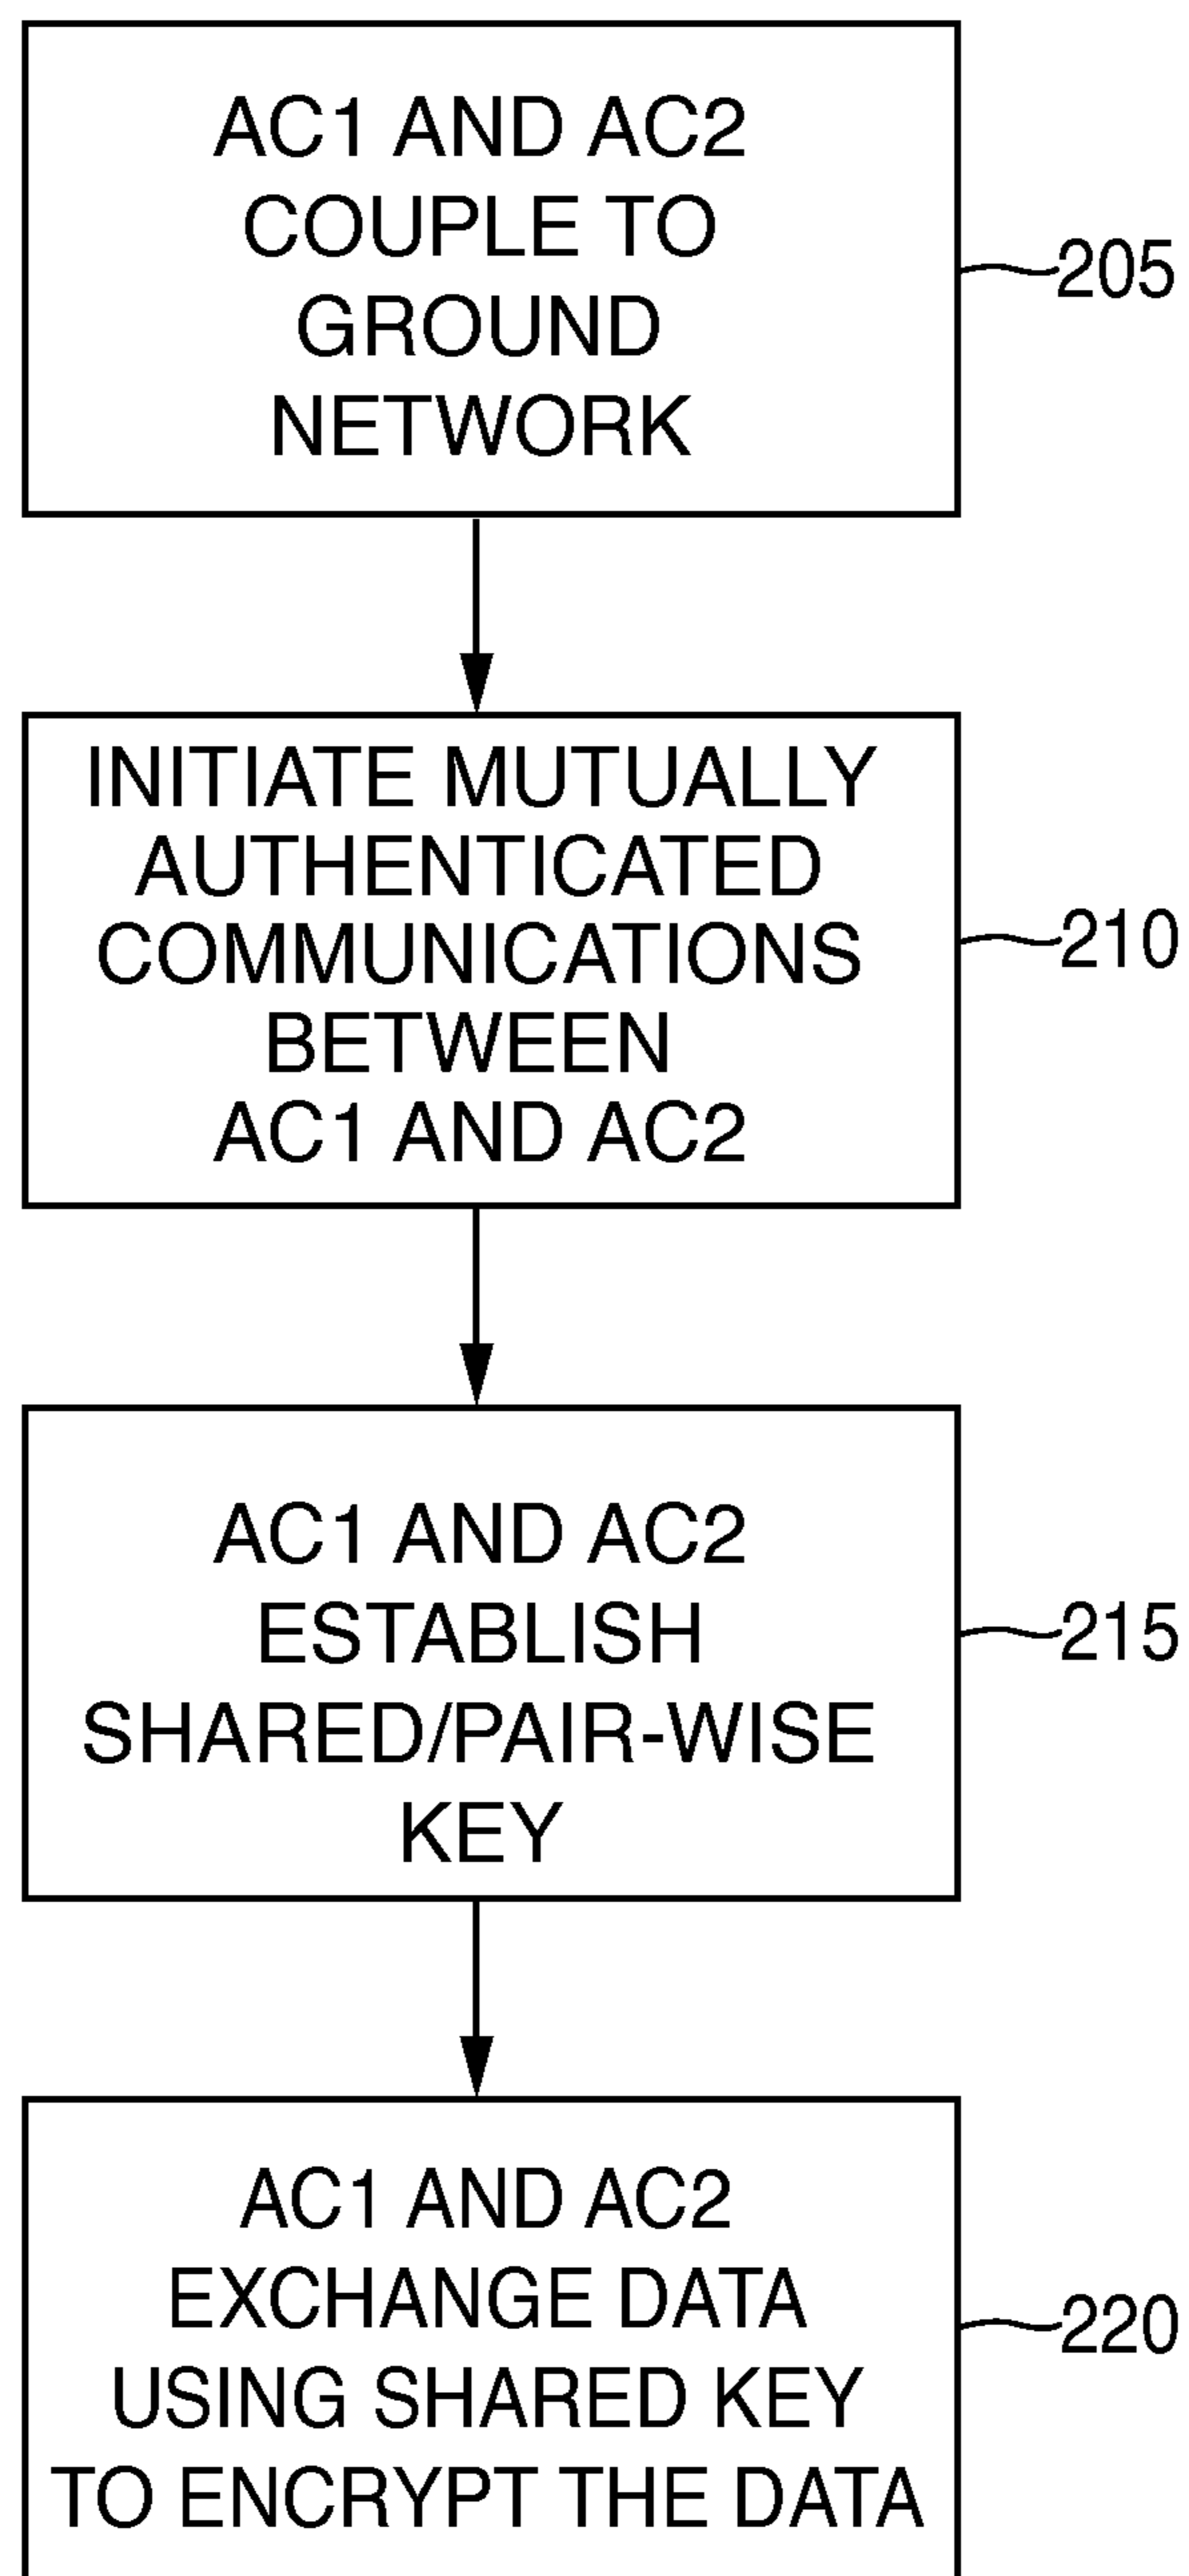 AC1 AND AC2
COUPLE TO
GROUND
NETWORK
205
INITIATE MUTUALLY
AUTHENTICATED
COMMUNICATIONS
BETWEEN
AC1 AND AC2
210
AC1 AND AC2
ESTABLISH
SHARED/PAIR-WISE
KEY
215
AC1 AND AC2
EXCHANGE DATA
USING SHARED KEY
TO ENCRYPT THE DATA
220